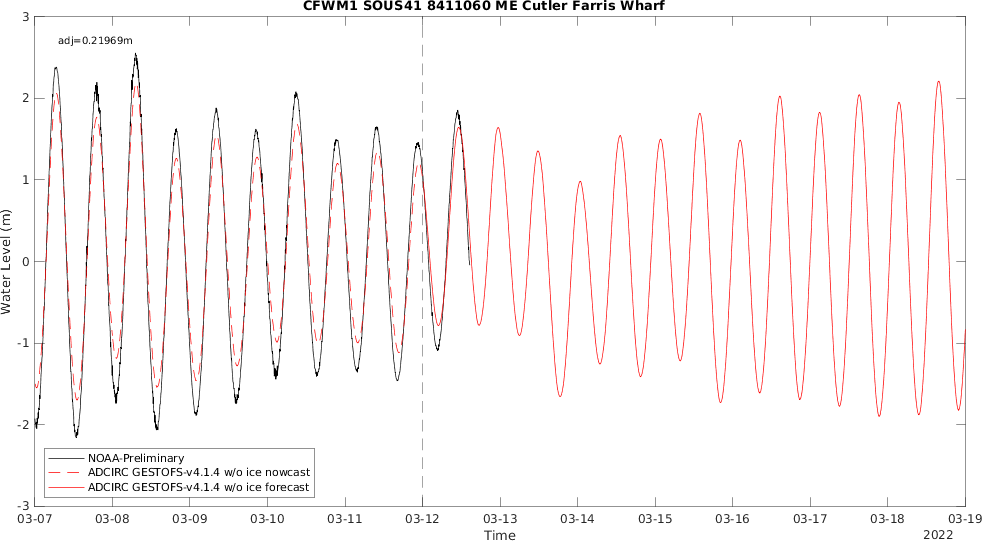 CFWM1 SOUS41 8411060 ME Cutler Farris Wharf
adj=0.21969m
3
2
1
0
-1
-2
-3
Water Level (m)
NOAA-Preliminary
ADCIRC GESTOFS-v4.1.4 w/o ice nowcast
ADCIRC GESTOFS-v4.1.4 w/o ice forecast
03-07 03-08 03-09 03-10 03-11 03-12 03-13 03-14 03-15 03-16 03-17 03-18 03-19
Time
2022